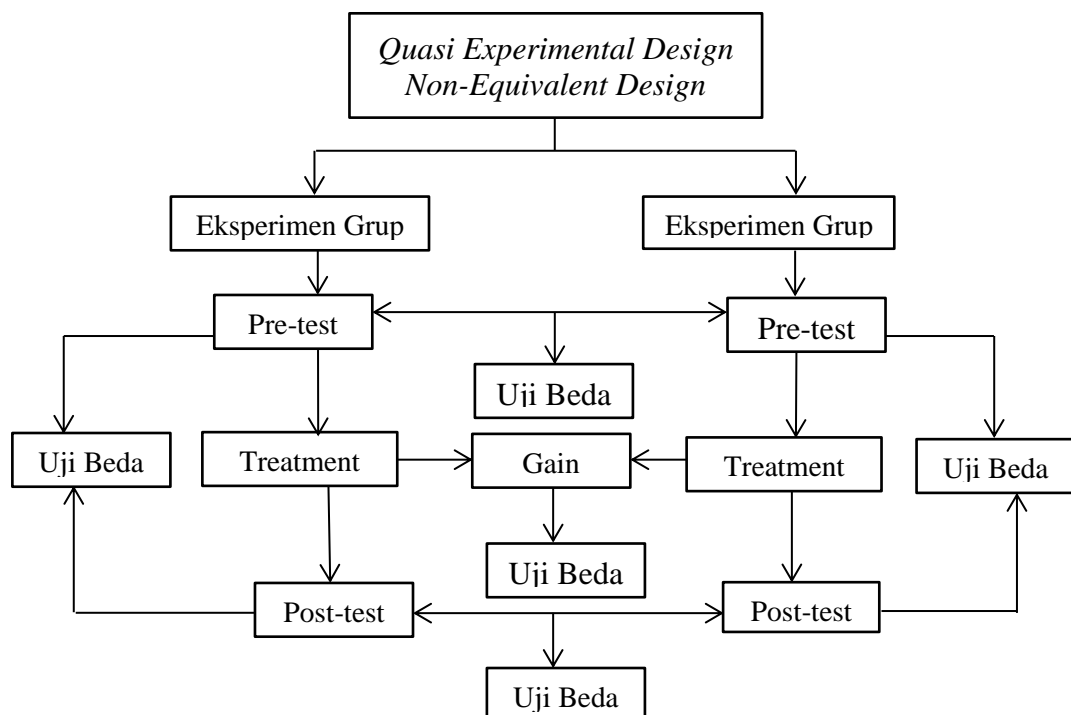 Quasi Experimental Design
Non-Equivalent Design
Eksperimen Grup
Eksperimen Grup
Pre-test
Pre-test
Uji Beda
Uji Beda
Treatment
Gain
Treatment
Uji Beda
Uji Beda
Post-test
Post-test
Uji Beda